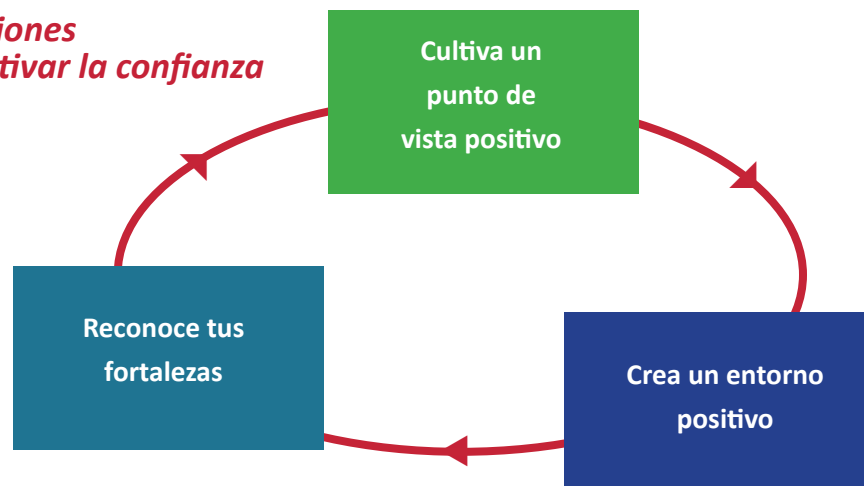 iones
tivar la confianza
Cultiva un
punto de
vista positivo
Reconoce tus
fortalezas
Crea un entorno
positivo